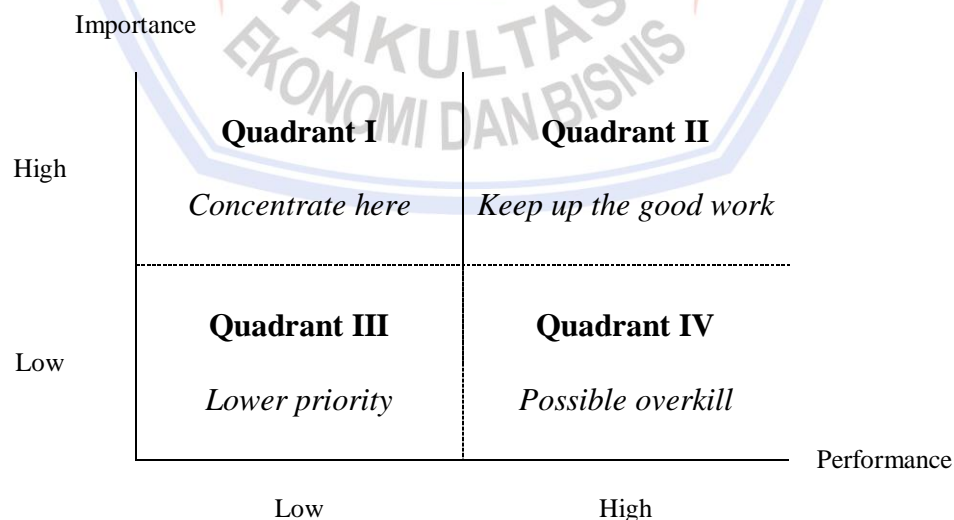 FAKULTAS
EKONOMI DAN BISNIS
Importance
Quadrant I Quadrant II
High
Concentrate here Keep up the good work
Quadrant III Quadrant IV
Low
Lower priority Possible overkill
Performance
Low High